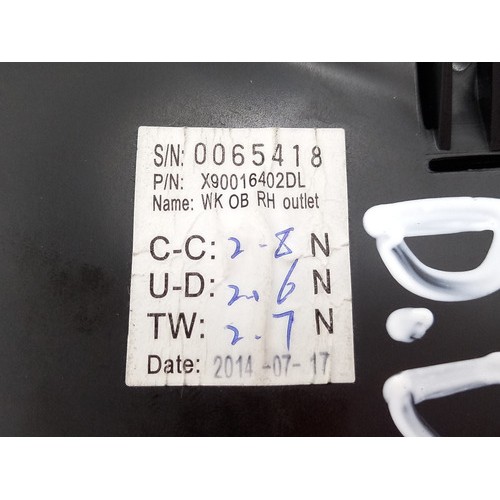 S/N: 0065418
P/N: X90016402DL
Name: WK OB RH outlet
C-C: 2.8 N
U-D: 2.6 N
TW: 2.7 N
Date: 2014-07-17